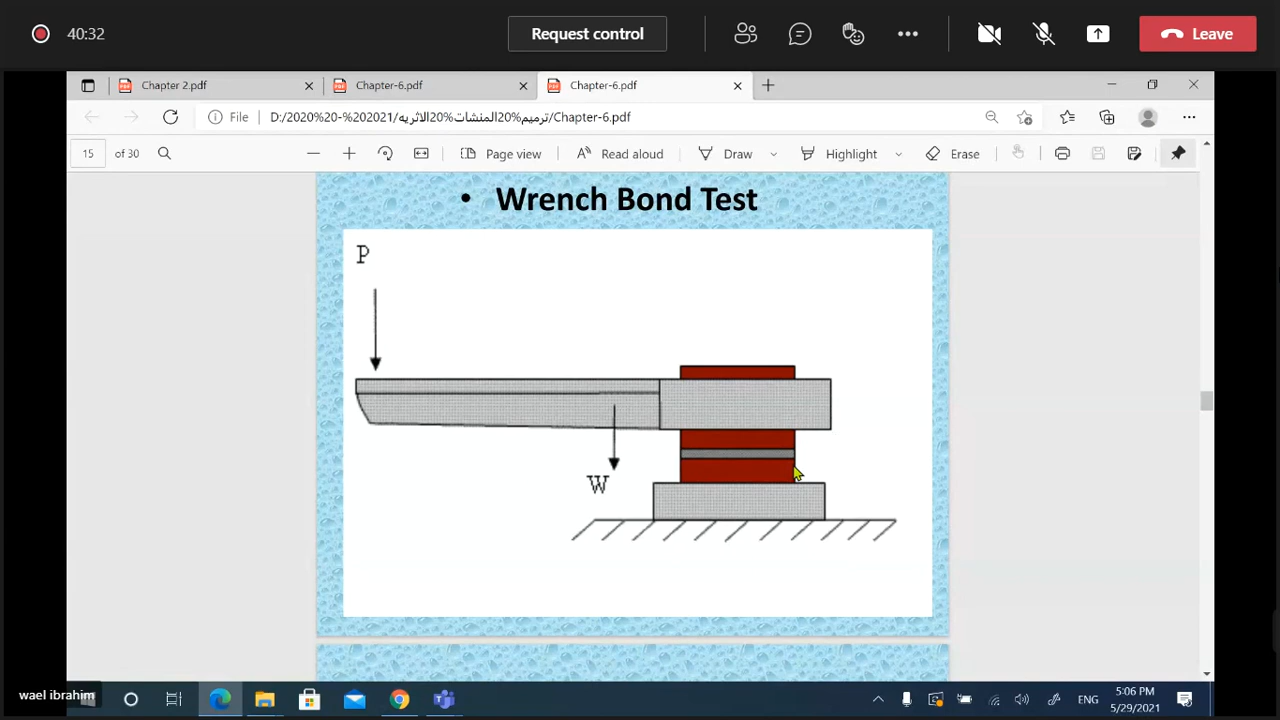 40:32
Request control
Leave
Chapter 2.pdf
Chapter-6.pdf
Chapter-6.pdf
File
D:/2020%20-%202021/ترميم%20المنشات%20الاثريه/Chapter-6.pdf
15 of 30
Page view
Read aloud
Draw
Highlight
Erase
• Wrench Bond Test
P
W
wael ibrahim
ENG
5:06 PM
5/29/2021